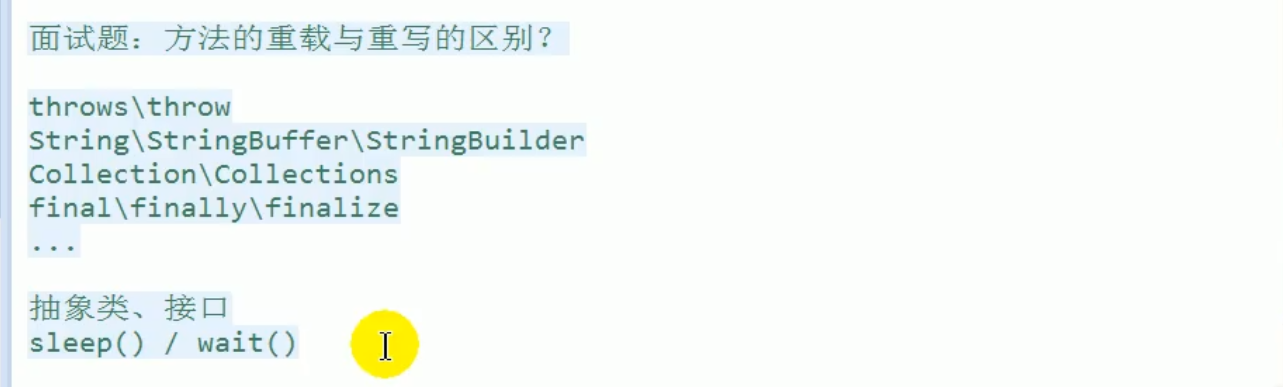 面试题：方法的重载与重写的区别？
throws\throw
String\StringBuffer\StringBuilder
Collection\Collections
final\finally\finalize
...
抽象类、接口
sleep() / wait()